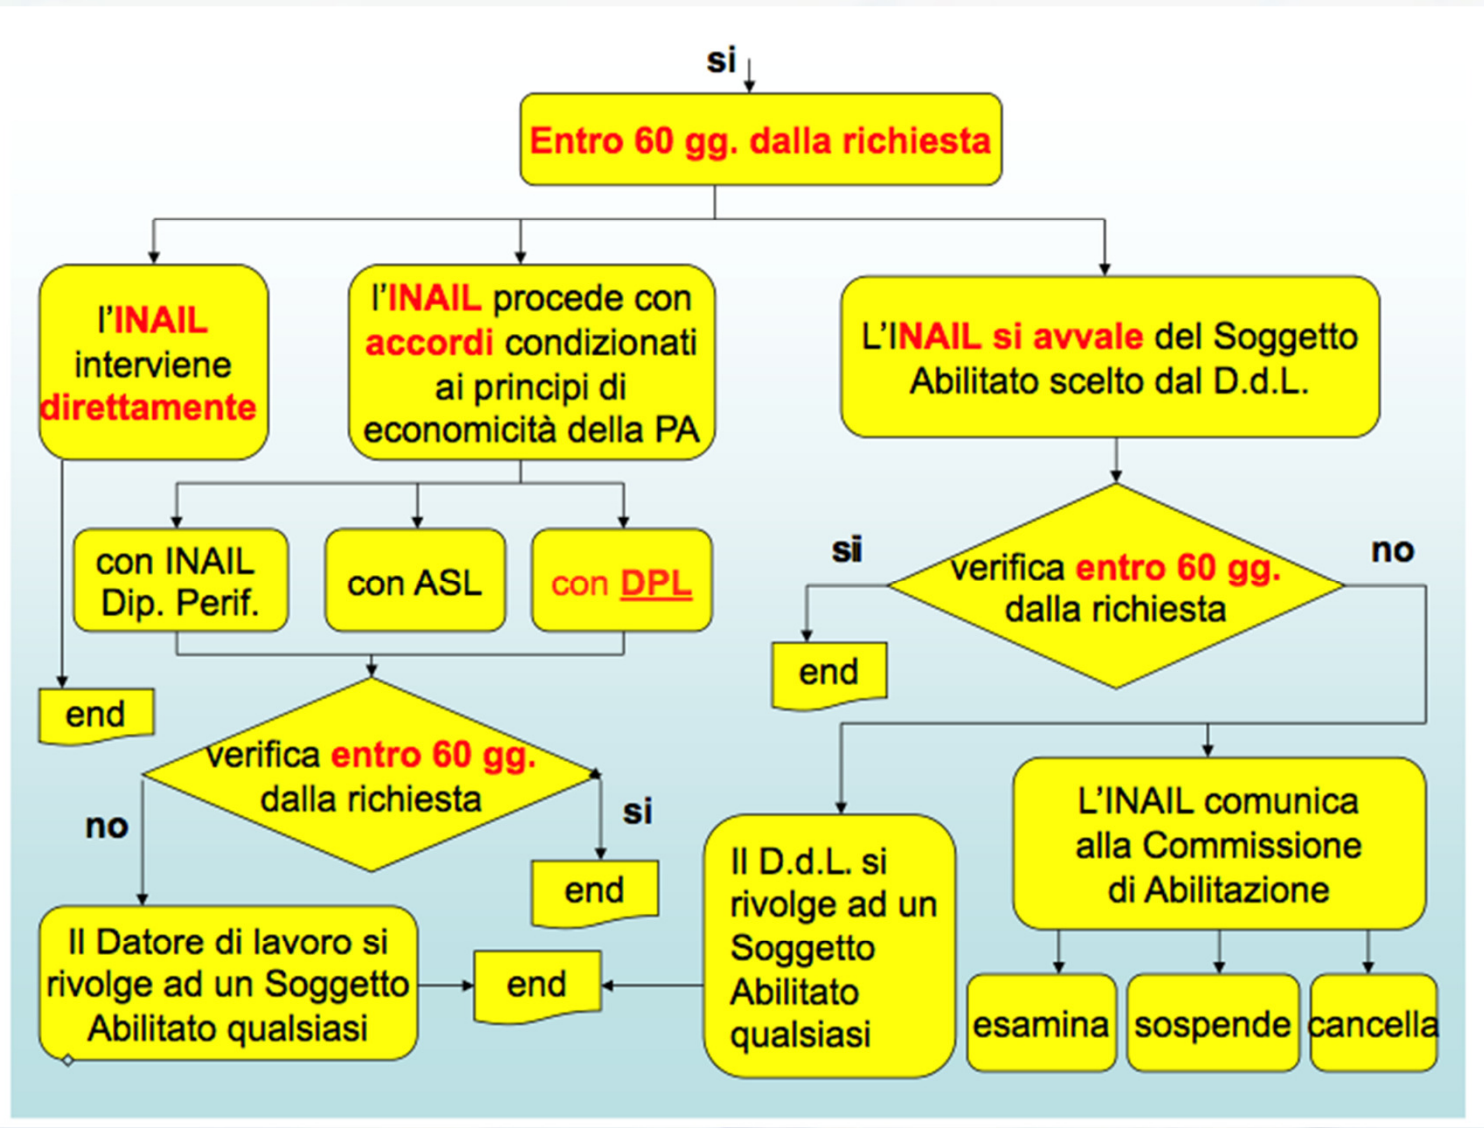 si
Entro 60 gg. dalla richiesta
l'INAIL
interviene
direttamente
l'INAIL procede con
accordi condizionati
ai principi di
economicità della PA
L'INAIL si avvale del Soggetto
Abilitato scelto dal D.d.L.
con INAIL
Dip. Perif.
con ASL
con DPL
si
verifica entro 60 gg.
dalla richiesta
no
end
end
verifica entro 60 gg.
dalla richiesta
no
si
end
Il Datore di lavoro si
rivolge ad un Soggetto
Abilitato qualsiasi
end
Il D.d.L. si
rivolge ad un
Soggetto
Abilitato
qualsiasi
L'INAIL comunica
alla Commissione
di Abilitazione
esamina
sospende
cancella